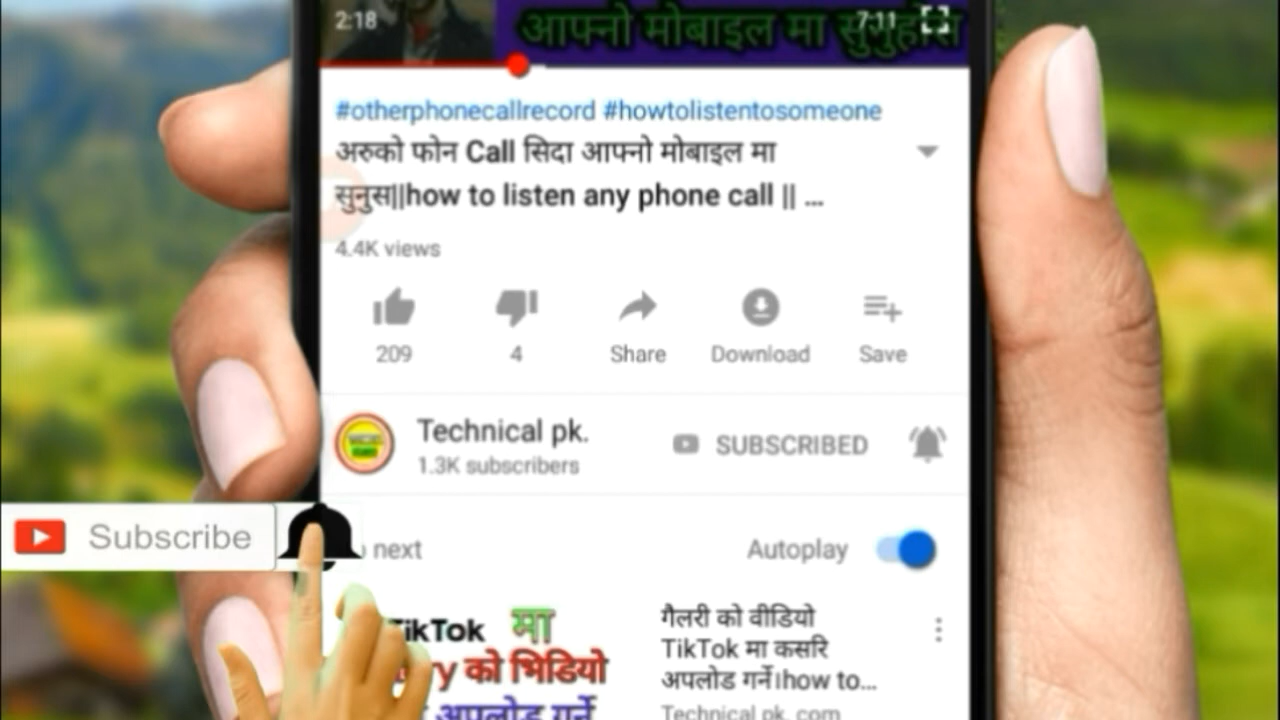 2:18
7:11
आफ्नो मोबाइल मा सुनुहोस
#otherphonecallrecord #howtolistentosomeone
अरुको फोन Call सिदा आफ्नो मोबाइल मा
सुनुस||how to listen any phone call || ...
4.4K views
209
4
Share
Download
Save
Technical pk.
1.3K subscribers
SUBSCRIBED
Subscribe
next
Autoplay
TikTok मा
को भिडियो
अपलोड गर्ने
गैलरी को वीडियो
TikTok मा कसरि
अपलोड गर्ने।how to...
Technical pk. com